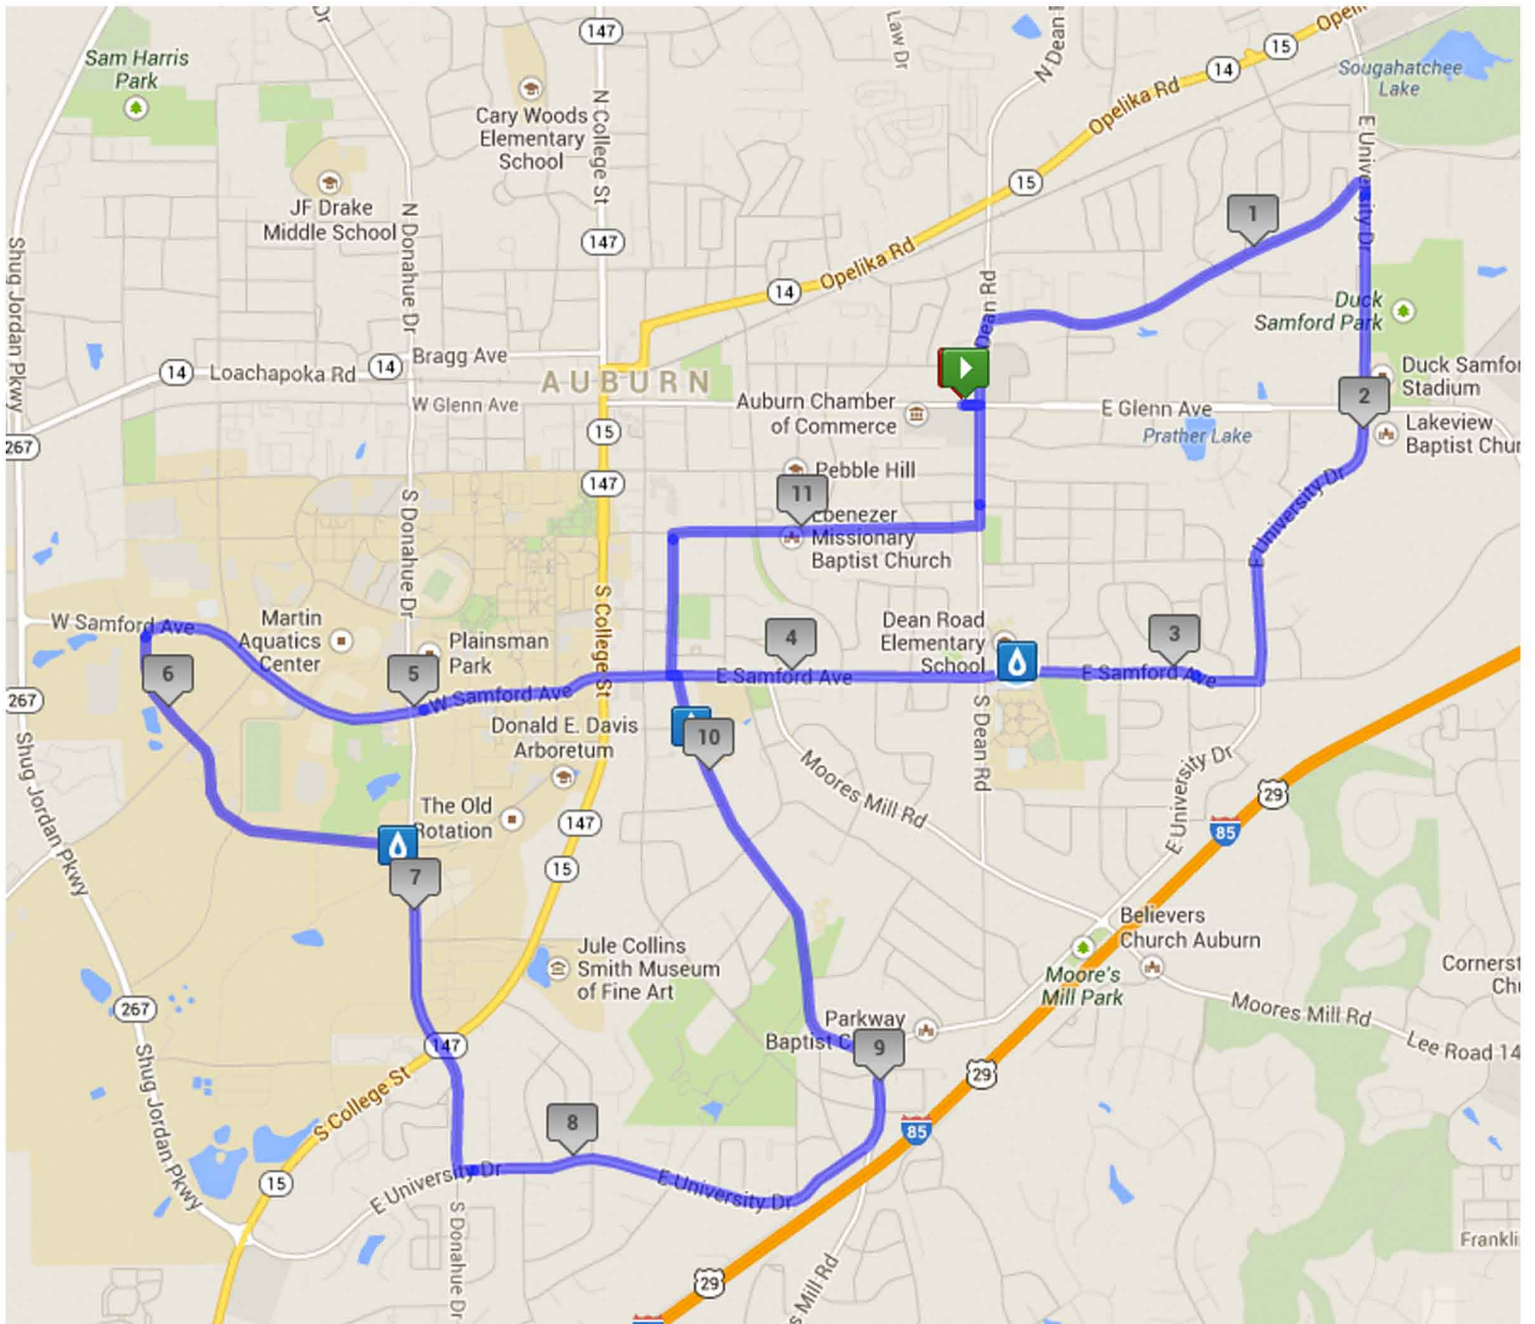 147
15
Opelika
14
Law Dr
N Dean
Sam Harris
Park
Sougahatchee
Lake
Cary Woods
Elementary
School
N College St
Opelika Rd
E University Dr
15
1
JF Drake
Middle School
N Donahue Dr
147
Shug Jordan Pkwy
Opelika Rd
14
Dean Rd
Duck
Samford Park
14
Loachapoka Rd
14
Bragg Ave
AUBURN
W Glenn Ave
Auburn Chamber
of Commerce
E Glenn Ave
Prather Lake
2
Duck Samfo
Stadium
Lakeview
Baptist Chur
267
15
147
Pebble Hill
11
Ebenezer
Missionary
Baptist Church
E University Dr
S Donahue Dr
S College St
W Samford Ave
Martin
Aquatics
Center
Plainsman
Park
4
Dean Road
Elementary
School
3
6
5
W Samford Ave
E Samford Ave
E Samford Ave
267
Donald E. Davis
Arboretum
10
S Dean Rd
Moores Mill Rd
E University Dr
29
85
Shug Jordan Pkwy
The Old
Rotation
147
15
7
Believers
Church Auburn
Moore's
Mill Park
Jule Collins
Smith Museum
of Fine Art
Cornerst
Chu
Moores Mill Rd
Lee Road 14
267
147
Parkway
Baptist C
9
29
Shug Jordan Pkwy
S College St
8
85
15
E University Dr
E University Dr
S Donahue Dr
Frankli
29
s Mill Rd